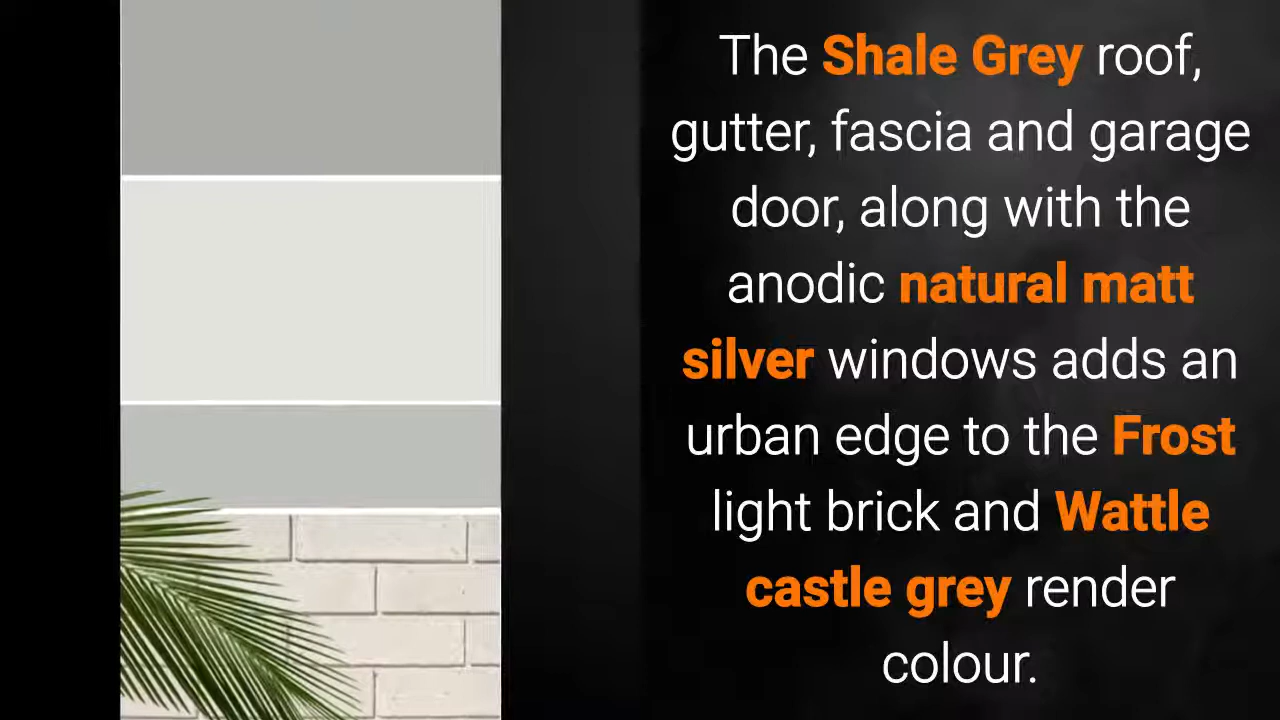 The Shale Grey roof,
gutter, fascia and garage
door, along with the
anodic natural matt
silver windows adds an
urban edge to the Frost
light brick and Wattle
castle grey render
colour.